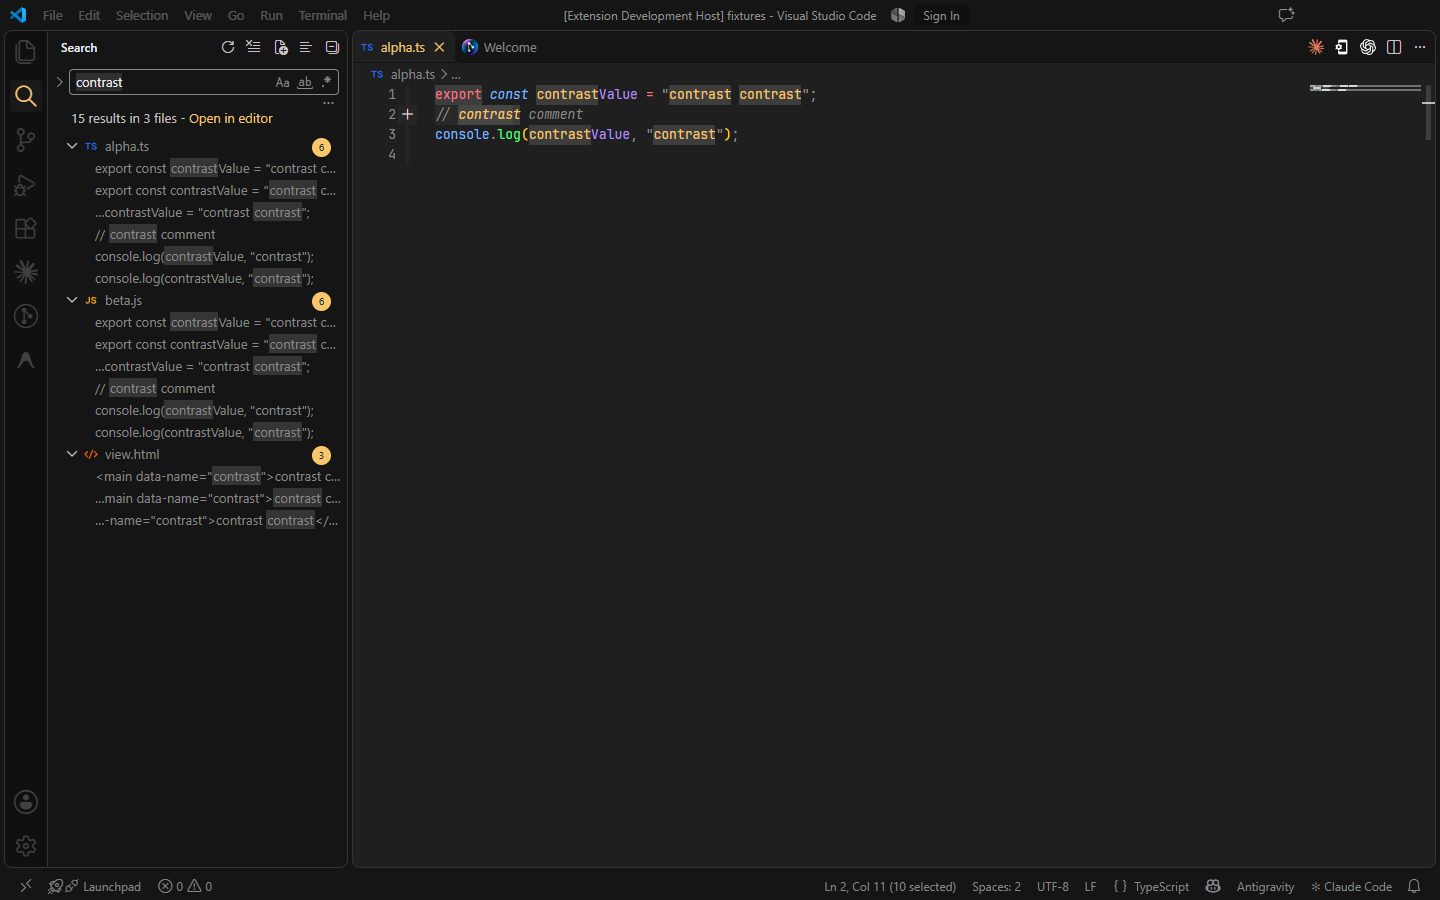 File Edit Selection View Go Run Terminal Help
[Extension Development Host] fixtures - Visual Studio Code
Sign In
Search
contrast
Aa ab .*
15 results in 3 files - Open in editor
TS alpha.ts 6
export const contrastValue = "contrast c...
export const contrastValue = "contrast c...
...contrastValue = "contrast contrast";
// contrast comment
console.log(contrastValue, "contrast");
console.log(contrastValue, "contrast");
JS beta.js 6
export const contrastValue = "contrast c...
export const contrastValue = "contrast c...
...contrastValue = "contrast contrast";
// contrast comment
console.log(contrastValue, "contrast");
console.log(contrastValue, "contrast");
</> view.html 3
<main data-name="contrast">contrast c...
...main data-name="contrast">contrast c...
...-name="contrast">contrast contrast</...
TS alpha.ts
Welcome
TS alpha.ts > ...
1 export const contrastValue = "contrast contrast";
2 // contrast comment
3 console.log(contrastValue, "contrast");
4
Launchpad 0 0
Ln 2, Col 11 (10 selected) Spaces: 2 UTF-8 LF { } TypeScript Antigravity Claude Code